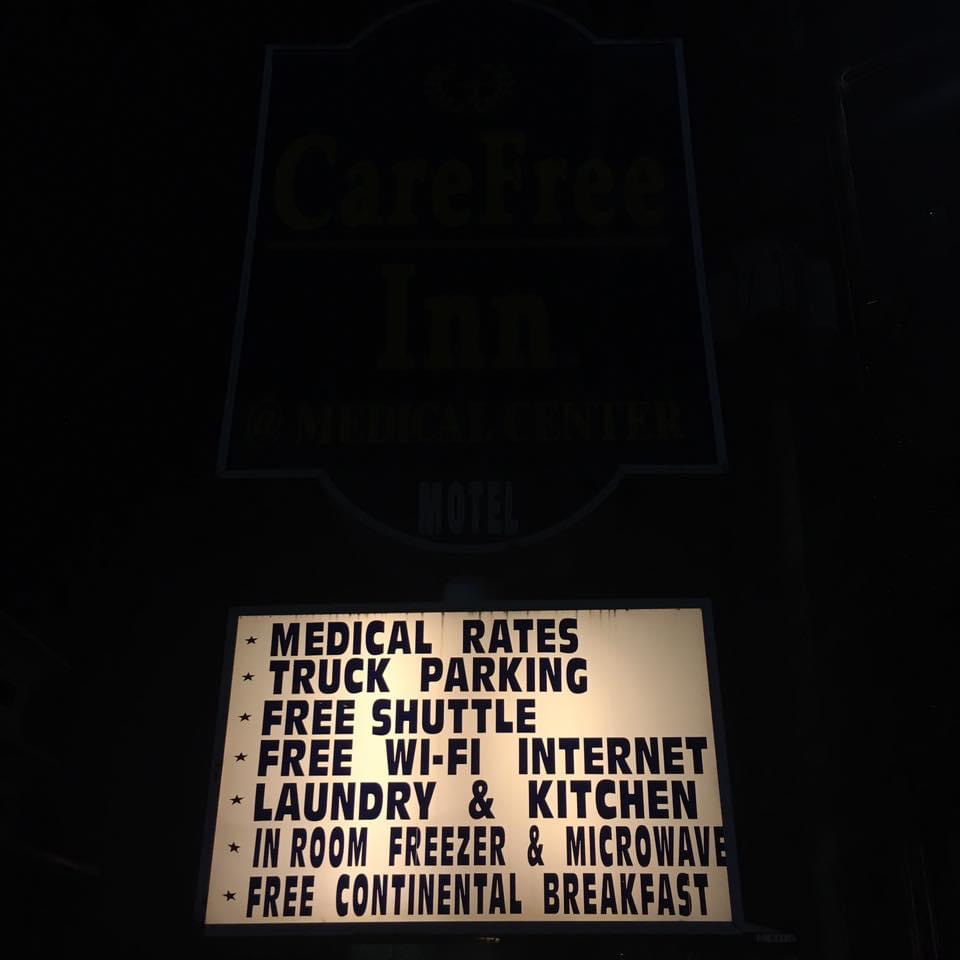 CareFree
Inn
@ MEDICAL CENTER
MOTEL
★ MEDICAL RATES
★ TRUCK PARKING
★ FREE SHUTTLE
★ FREE WI-FI INTERNET
★ LAUNDRY & KITCHEN
★ IN ROOM FREEZER & MICROWAVE
★ FREE CONTINENTAL BREAKFAST